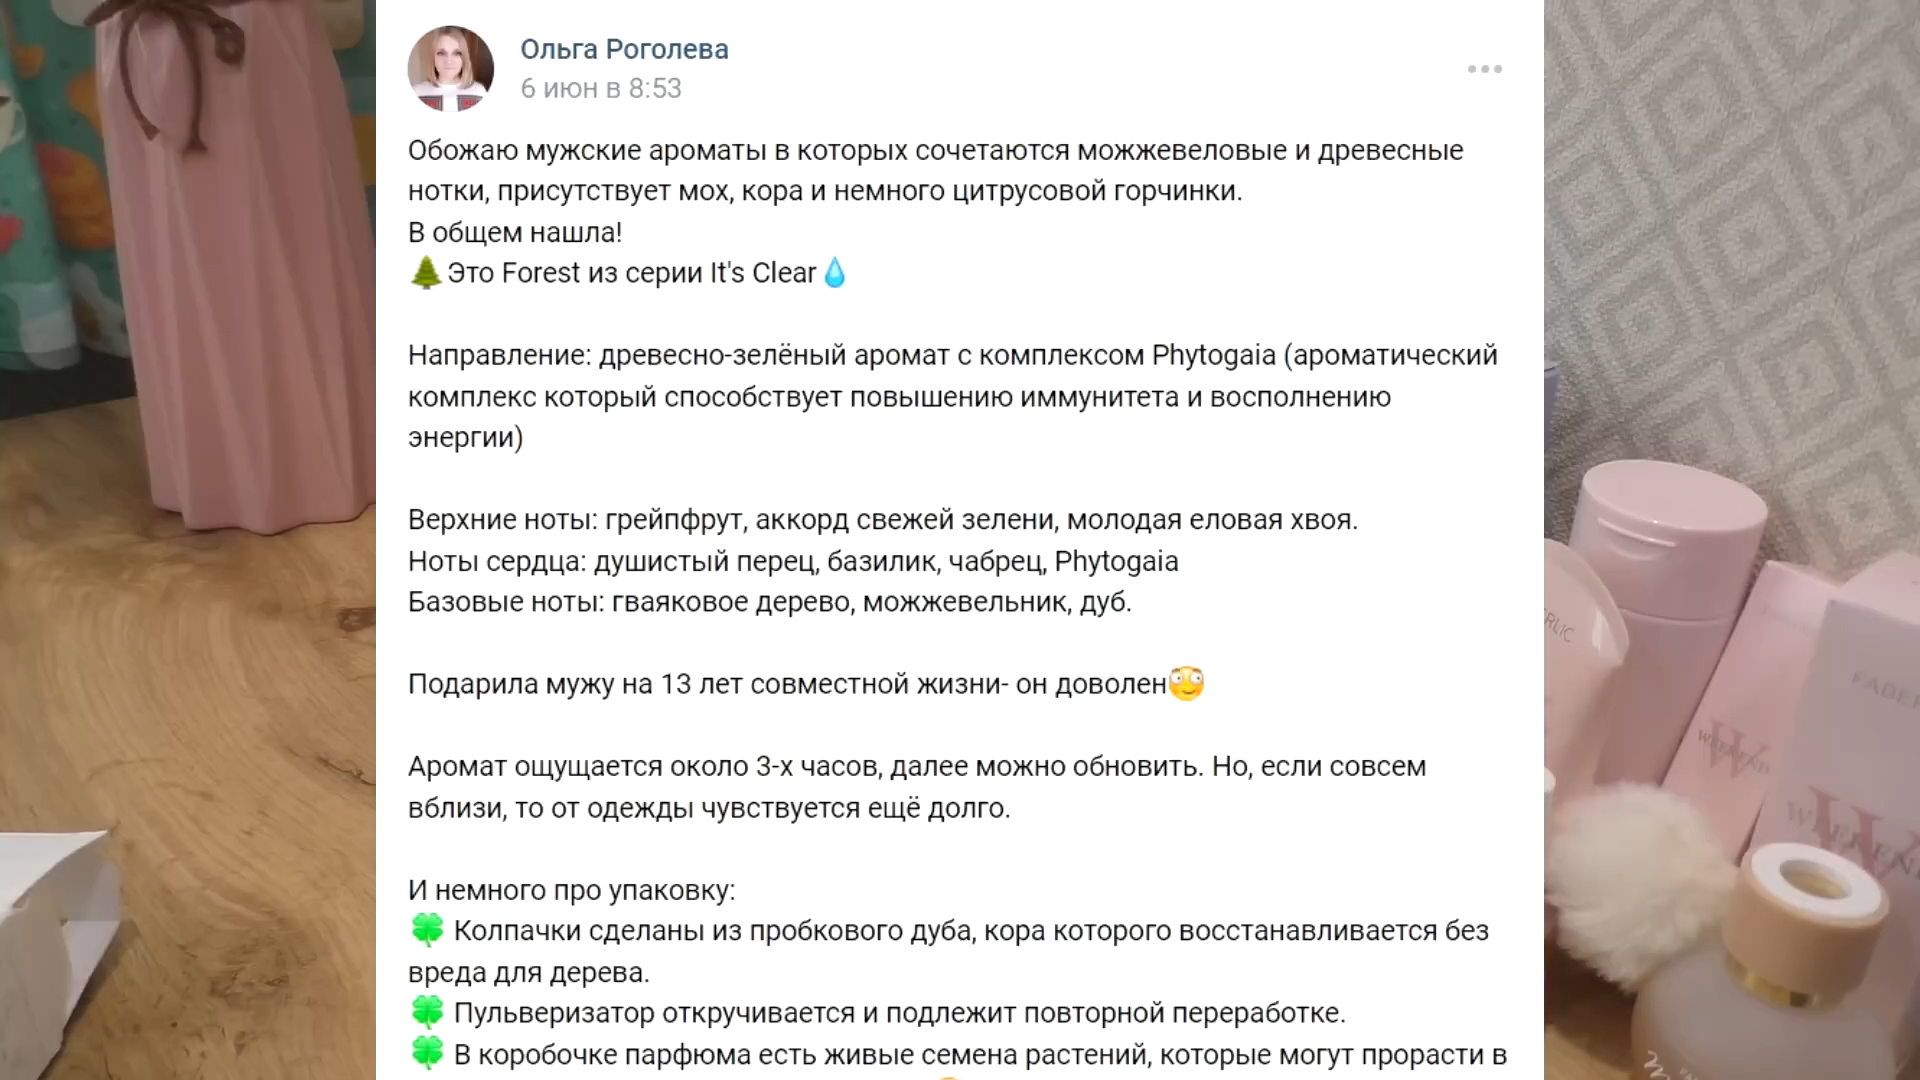 Ольга Роголева
6 июн в 8:53
Обожаю мужские ароматы в которых сочетаются можжевеловые и древесные
нотки, присутствует мох, кора и немного цитрусовой горчинки.
В общем нашла!
🌲Это Forest из серии It's Clear💧
Направление: древесно-зелёный аромат с комплексом Phytogaia (ароматический
комплекс который способствует повышению иммунитета и восполнению
энергии)
Верхние ноты: грейпфрут, аккорд свежей зелени, молодая еловая хвоя.
Ноты сердца: душистый перец, базилик, чабрец, Phytogaia
Базовые ноты: гваяковое дерево, можжевельник, дуб.
Подарила мужу на 13 лет совместной жизни- он доволен😳
Аромат ощущается около 3-х часов, далее можно обновить. Но, если совсем
вблизи, то от одежды чувствуется ещё долго.
И немного про упаковку:
🍀 Колпачки сделаны из пробкового дуба, кора которого восстанавливается без
вреда для дерева.
🍀 Пульверизатор откручивается и подлежит повторной переработке.
🍀 В коробочке парфюма есть живые семена растений, которые могут прорасти в